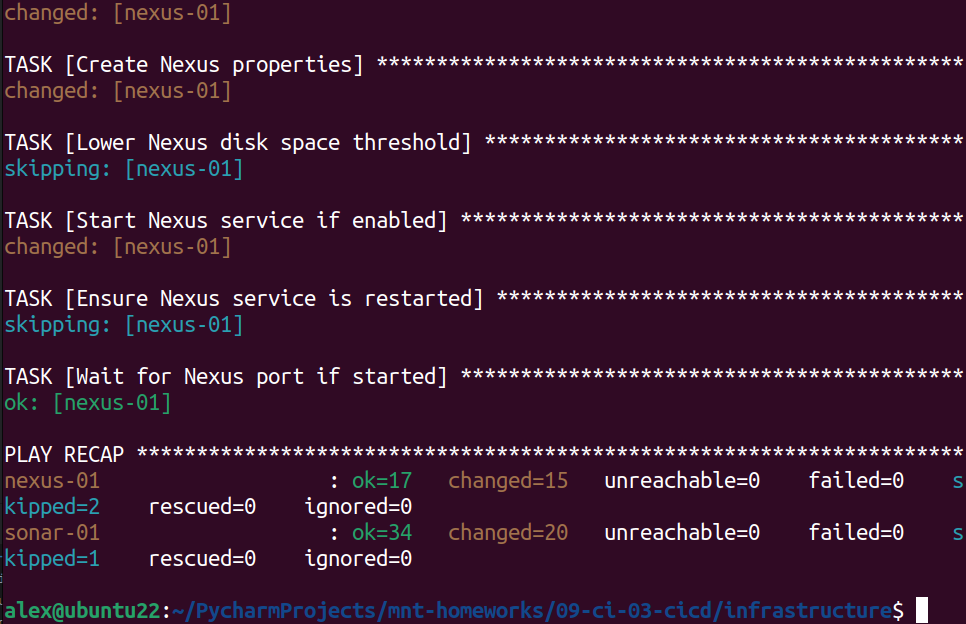 changed: [nexus-01]
TASK [Create Nexus properties] *************************************************
changed: [nexus-01]
TASK [Lower Nexus disk space threshold] ****************************************
skipping: [nexus-01]
TASK [Start Nexus service if enabled] ******************************************
changed: [nexus-01]
TASK [Ensure Nexus service is restarted] ***************************************
skipping: [nexus-01]
TASK [Wait for Nexus port if started] ******************************************
ok: [nexus-01]
PLAY RECAP *********************************************************************
nexus-01                   : ok=17   changed=15   unreachable=0    failed=0    s
kipped=2    rescued=0    ignored=0
sonar-01                   : ok=34   changed=20   unreachable=0    failed=0    s
kipped=1    rescued=0    ignored=0
alex@ubuntu22:~/PycharmProjects/mnt-homeworks/09-ci-03-cicd/infrastructure$